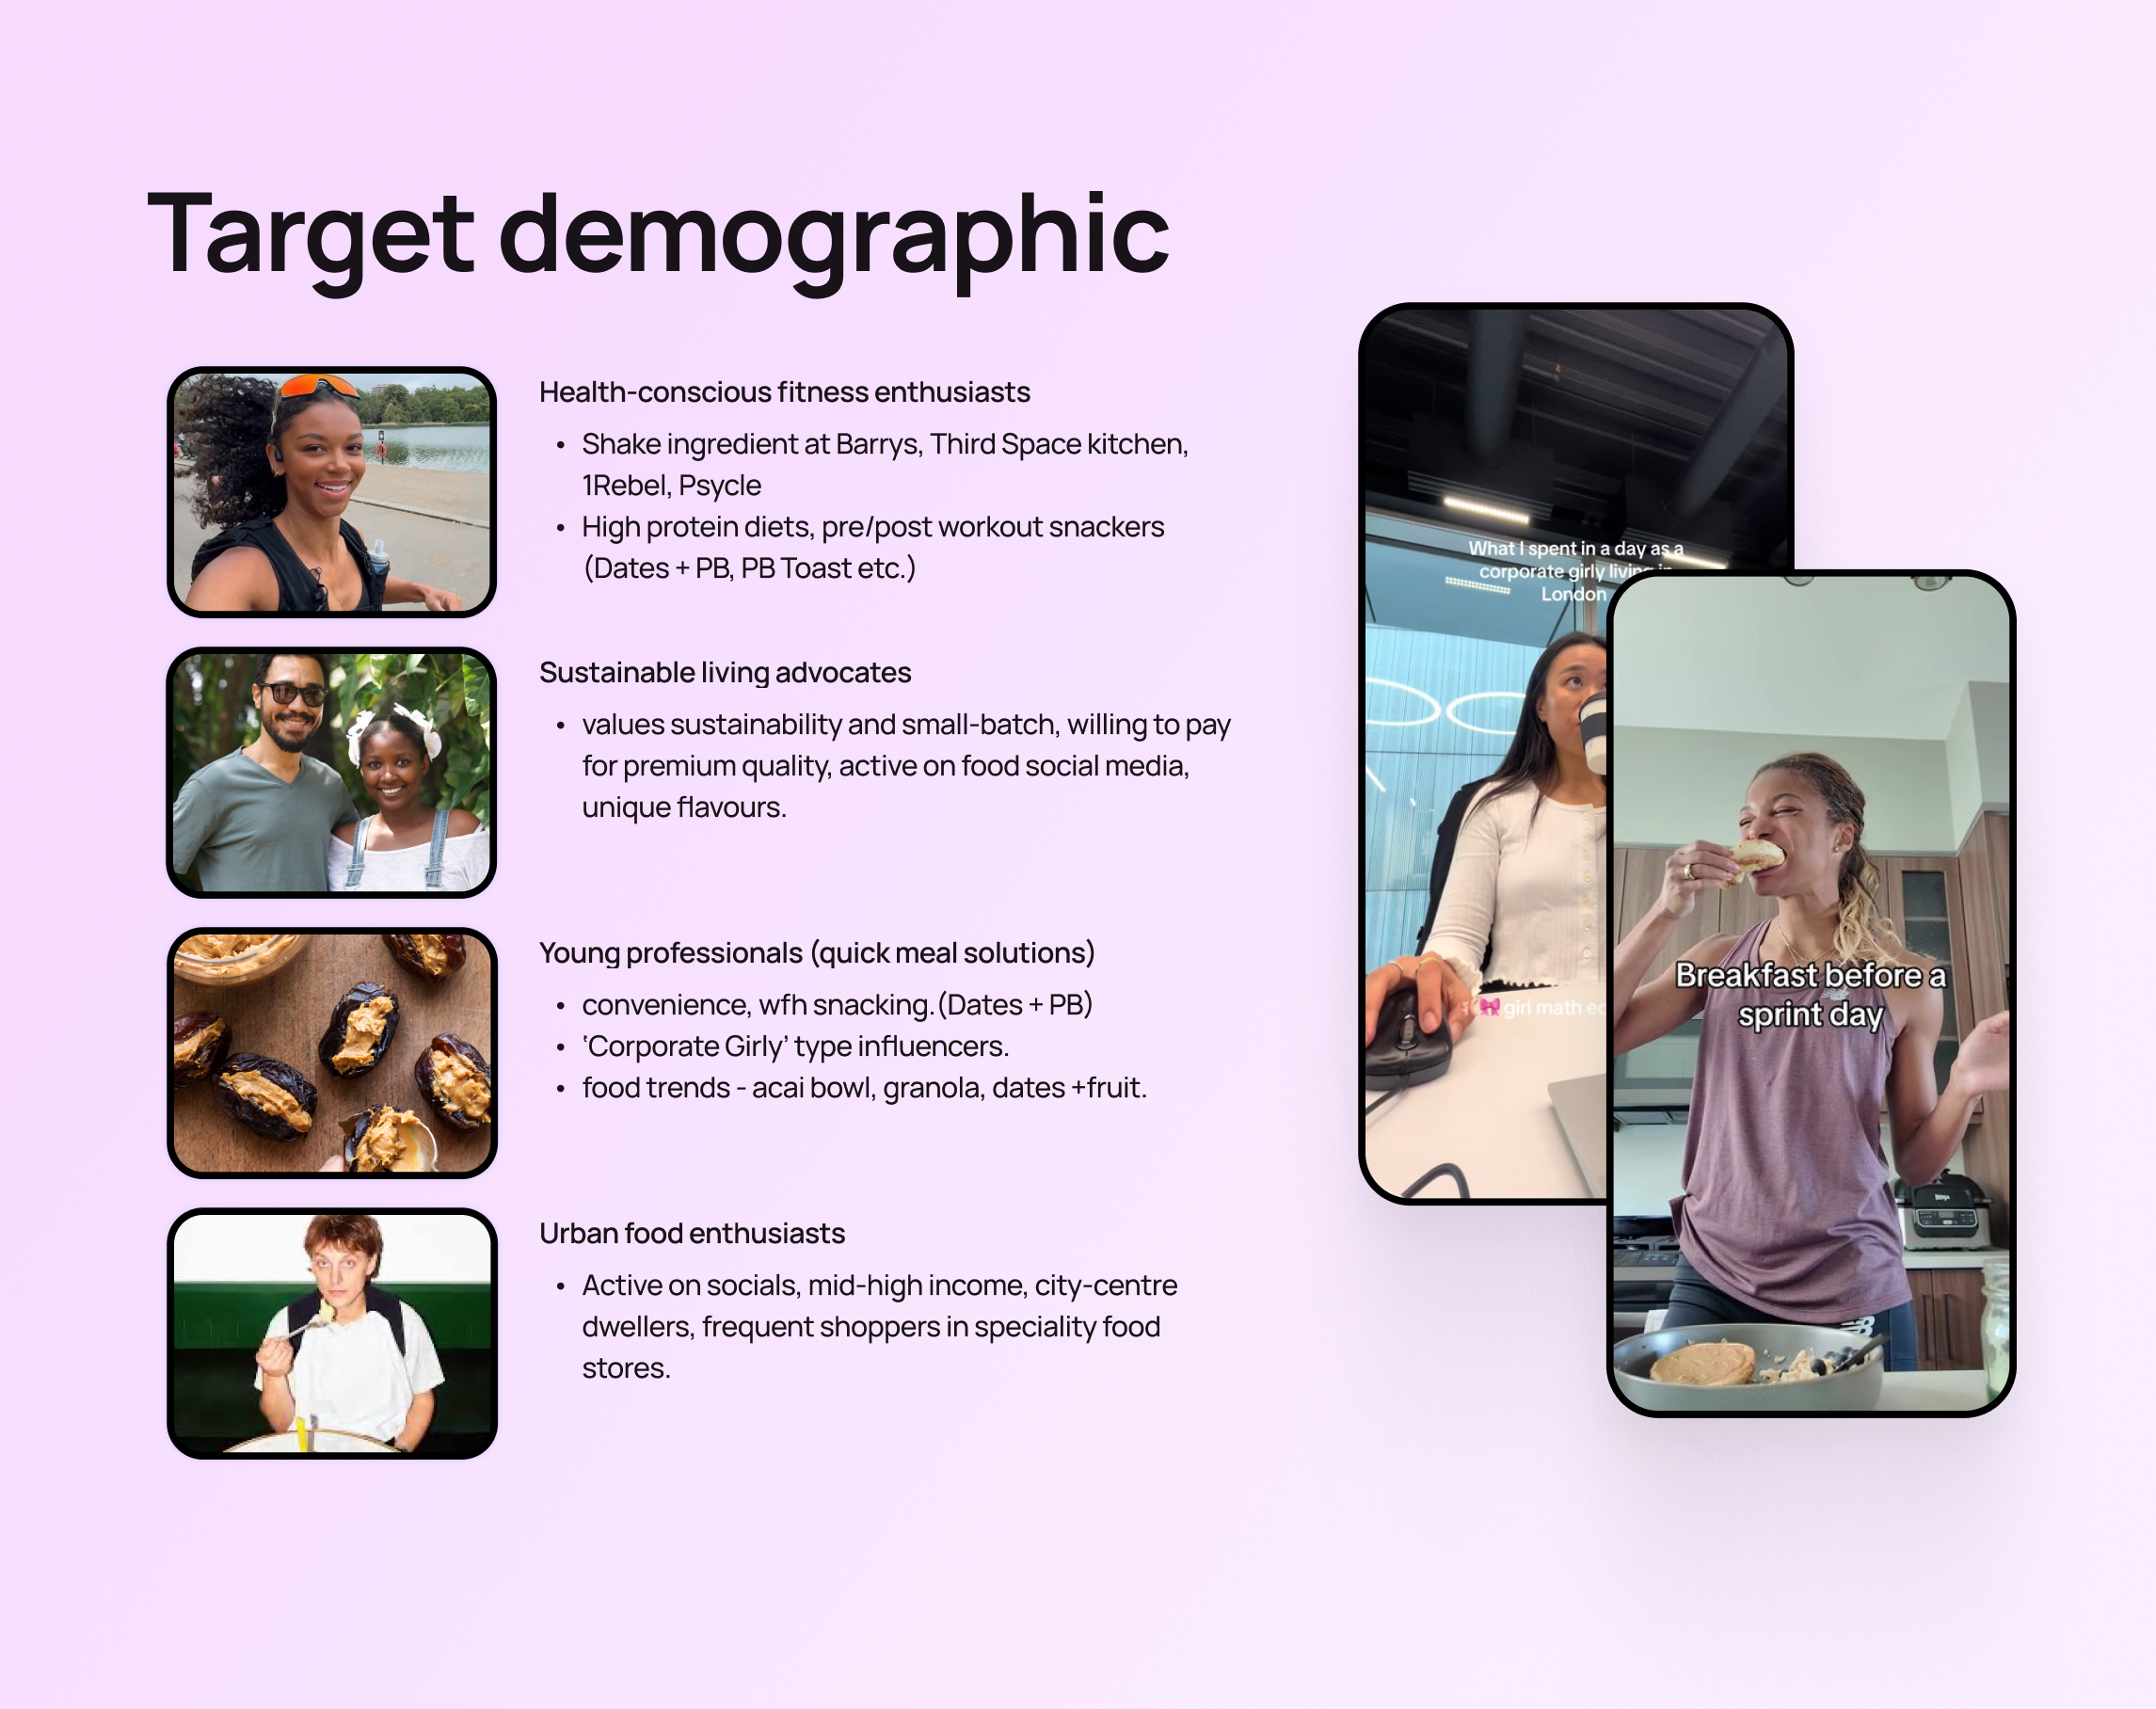 Target demographic
Health-conscious fitness enthusiasts
• Shake ingredient at Barrys, Third Space kitchen,
1Rebel, Psycle
• High protein diets, pre/post workout snackers
(Dates + PB, PB Toast etc.)
Sustainable living advocates
• values sustainability and small-batch, willing to pay
for premium quality, active on food social media,
unique flavours.
Young professionals (quick meal solutions)
• convenience, wfh snacking.(Dates + PB)
• ‘Corporate Girly’ type influencers.
• food trends - acai bowl, granola, dates +fruit.
Urban food enthusiasts
• Active on socials, mid-high income, city-centre
dwellers, frequent shoppers in speciality food
stores.
What I spent in a day as a
corporate girly living in
London
🎀girl math
Breakfast before a
sprint day